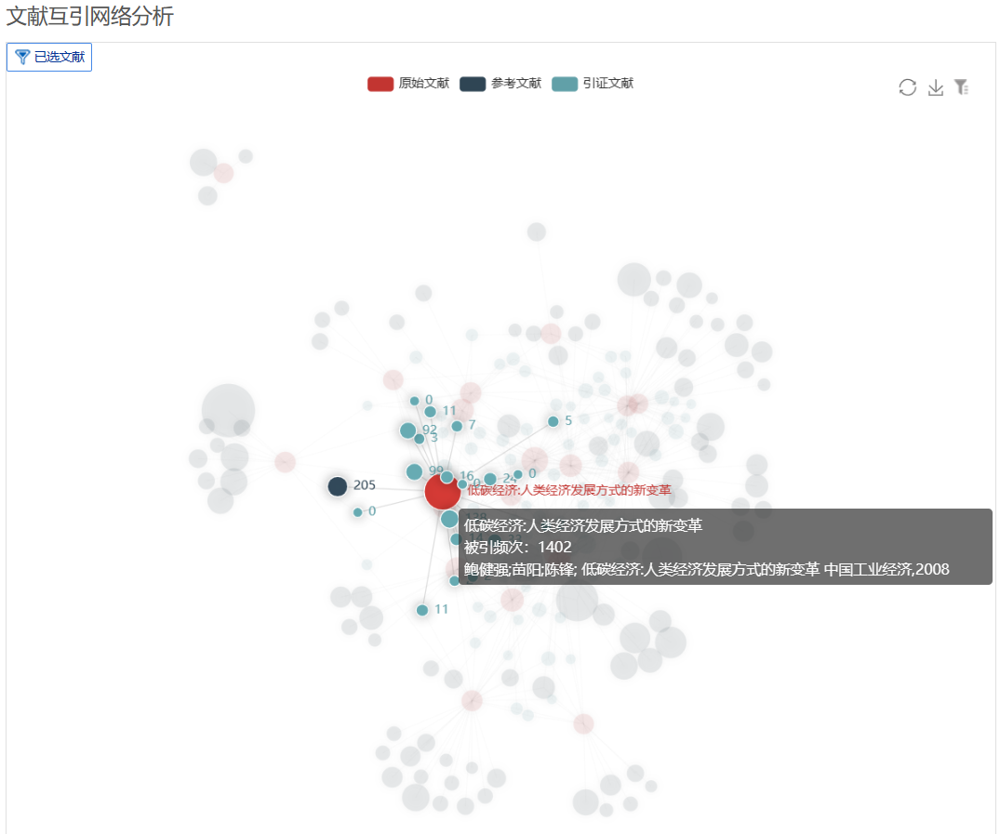 文献互引网络分析
已选文献
原始文献 参考文献 引证文献
0
11
92
7
3
5
99
16
0
24
0
205
0
低碳经济:人类经济发展方式的新变革
低碳经济:人类经济发展方式的新变革
被引频次：1402
鲍健强;苗阳;陈锋; 低碳经济:人类经济发展方式的新变革 中国工业经济,2008
11